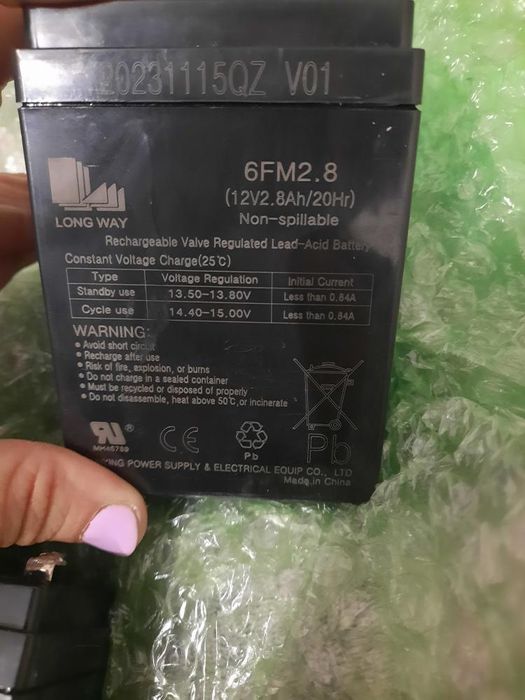 20231115QZ V01
6FM2.8
(12V2.8Ah/20Hr)
Non-spillable
LONG WAY
Rechargeable Valve Regulated Lead-Acid Battery
Constant Voltage Charge(25℃)
Type Voltage Regulation Initial Current
Standby use 13.50-13.80V Less than 0.84A
Cycle use 14.40-15.00V Less than 0.84A
WARNING:
• Avoid short circuit
• Recharge after use
• Risk of fire, explosion, or burns
• Do not charge in a sealed container
• Must be recycled or disposed of properly
• Do not disassemble, heat above 50℃, or incinerate
RU®
MH46789
CE
Pb
Pb
POWER SUPPLY & ELECTRICAL EQUIP CO., LTD
Made in China